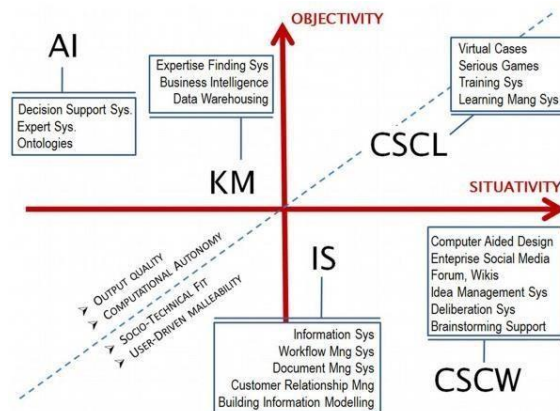 OBJECTIVITY
AI
Decision Support Sys.
Expert Sys.
Ontologies
Expertise Finding Sys
Business Intelligence
Data Warehousing
KM
Virtual Cases
Serious Games
Training Sys
Learning Mang Sys
CSCL
SITUATIVITY
OUTPUT QUALITY
COMPUTATIONAL AUTONOMY
SOCIO-TECHNICAL FIT
USER-DRIVEN MALLEABILITY
IS
Information Sys
Workflow Mng Sys
Document Mng Sys
Customer Relationship Mng
Building Information Modelling
Computer Aided Design
Enteprise Social Media
Forum, Wikis
Idea Management Sys
Deliberation Sys
Brainstorming Support
CSCW